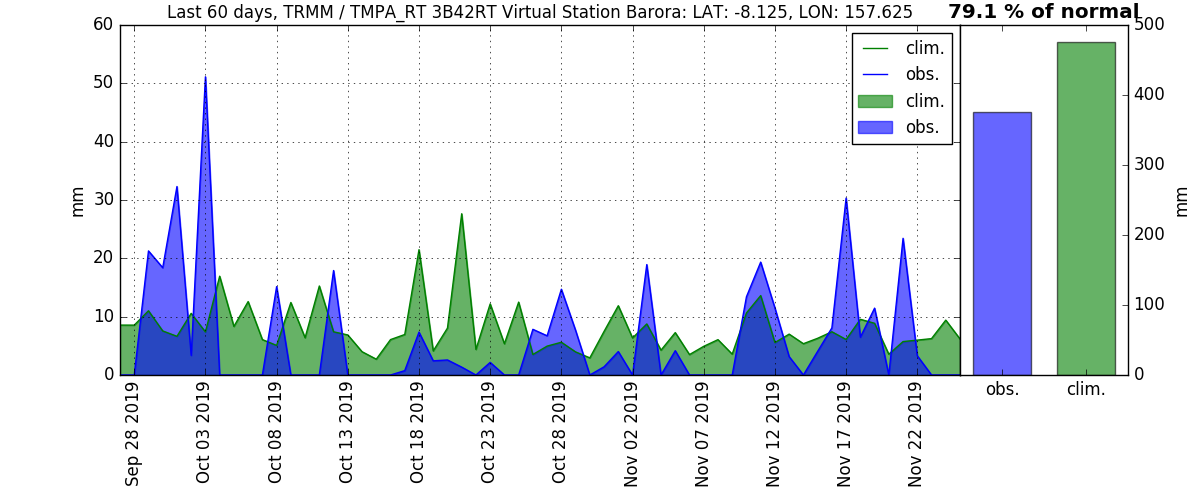 Last 60 days, TRMM / TMPA_RT 3B42RT Virtual Station Barora: LAT: -8.125, LON: 157.625
79.1 % of normal
60
50
40
30
20
10
0
mm
clim.
obs.
clim.
obs.
500
400
300
200
100
0
mm
obs.
clim.
Sep 28 2019
Oct 03 2019
Oct 08 2019
Oct 13 2019
Oct 18 2019
Oct 23 2019
Oct 28 2019
Nov 02 2019
Nov 07 2019
Nov 12 2019
Nov 17 2019
Nov 22 2019